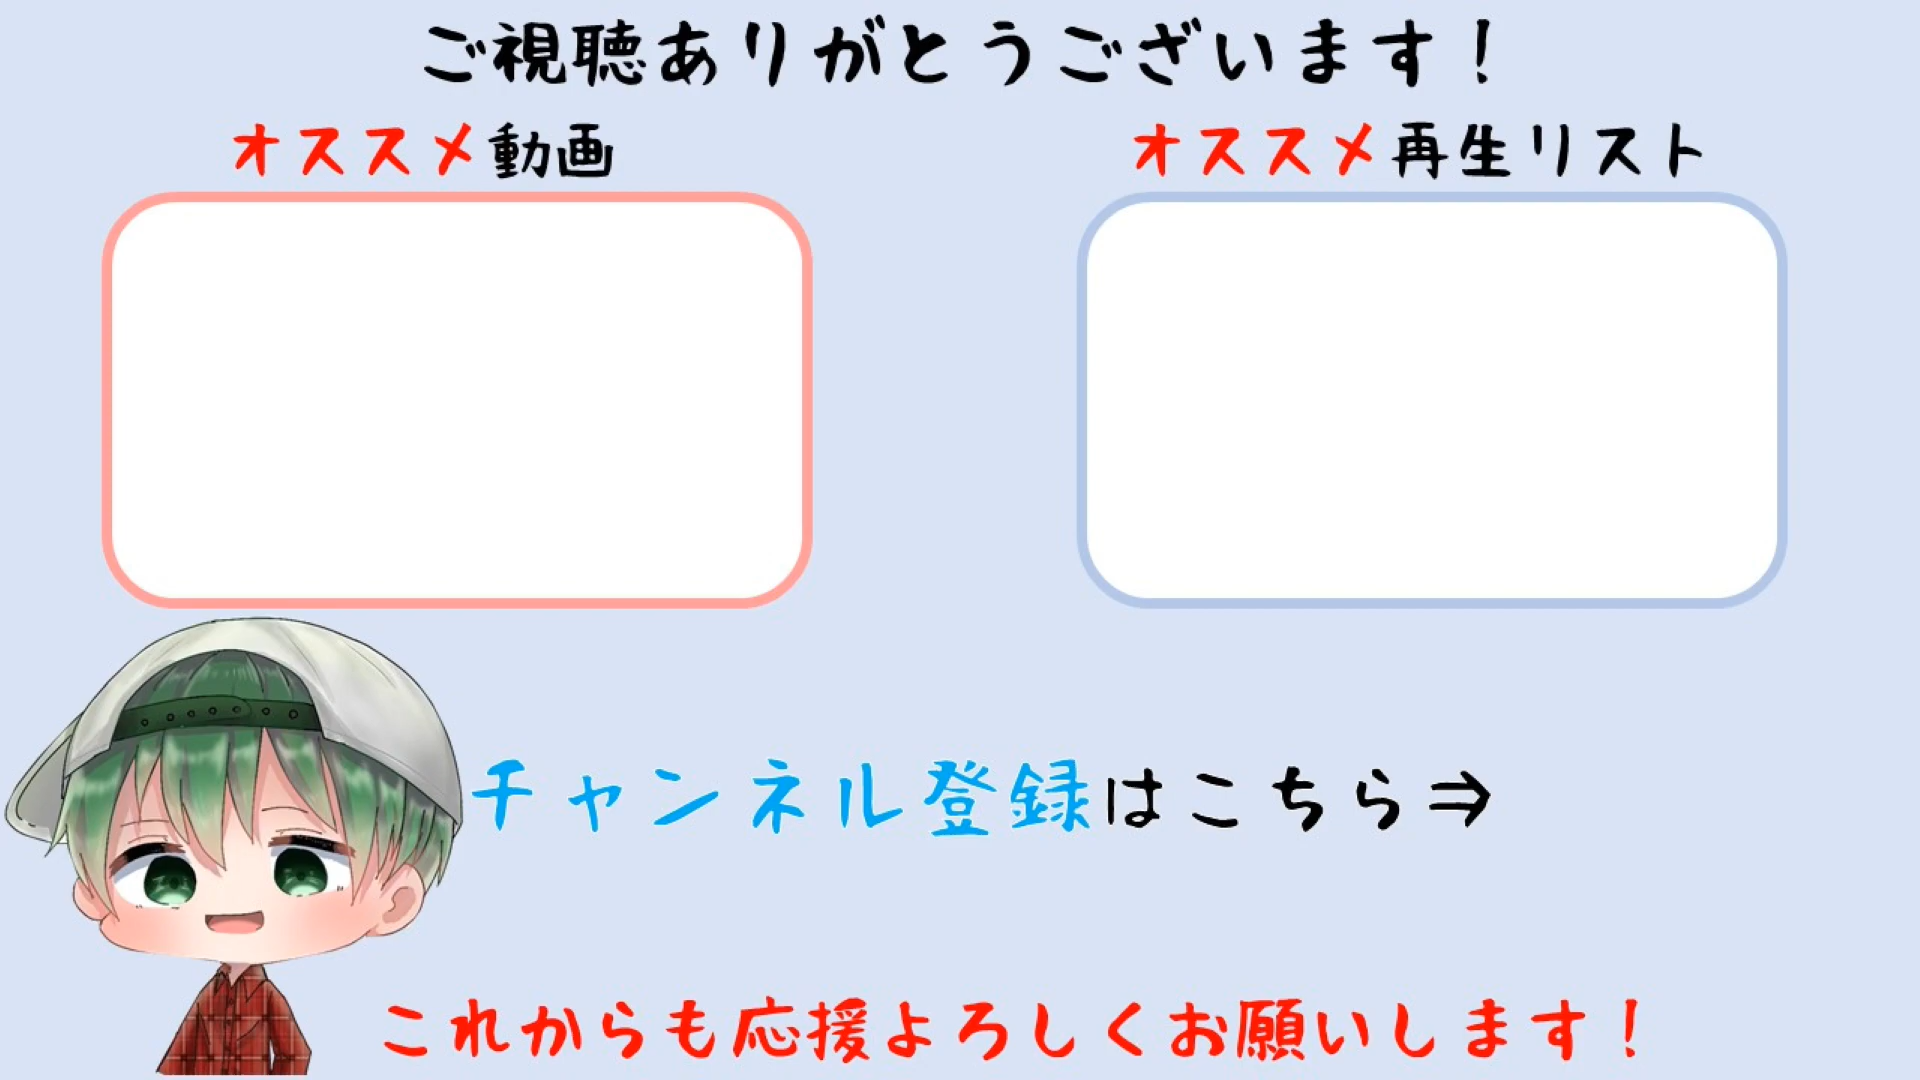 ご視聴ありがとうございます！
オススメ動画
オススメ再生リスト
チャンネル登録はこちら⇒
これからも応援よろしくお願いします！